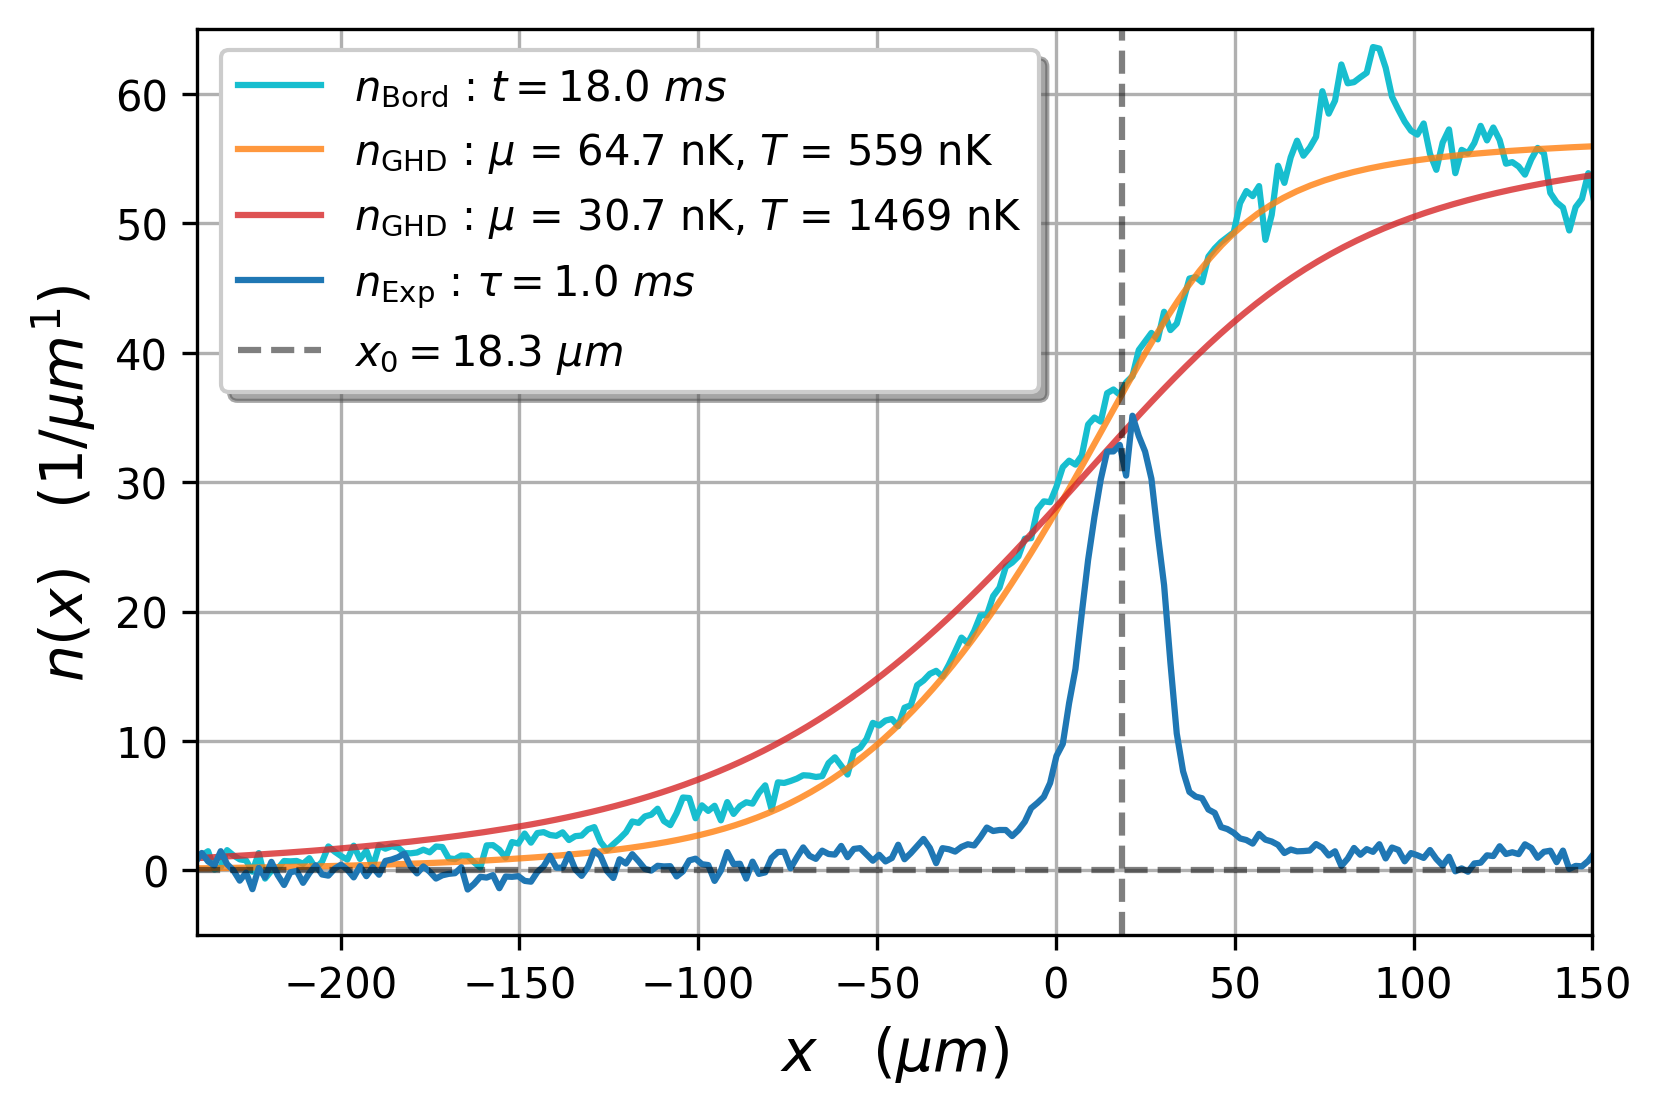 n_Bord : t = 18.0 ms
n_GHD : μ = 64.7 nK, T = 559 nK
n_GHD : μ = 30.7 nK, T = 1469 nK
n_Exp : τ = 1.0 ms
x_0 = 18.3 μm
n(x) (1/μm^1)
60
50
40
30
20
10
0
−200 −150 −100 −50 0 50 100 150
x (μm)